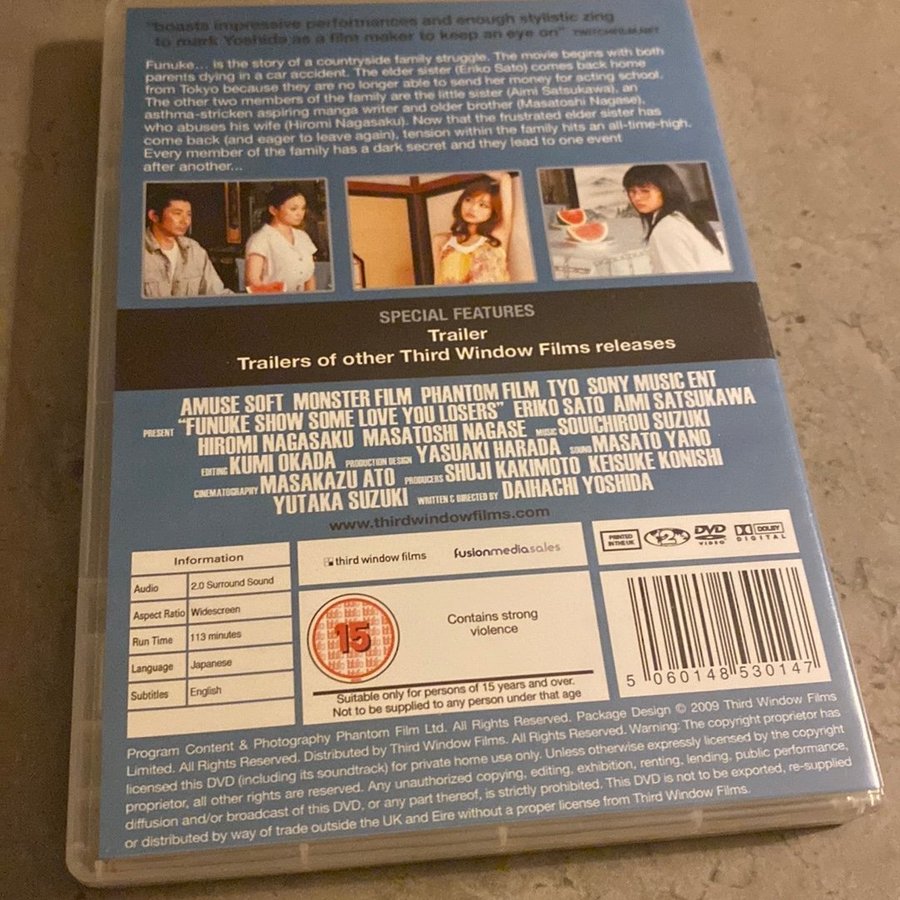 "boasts impressive performances and enough stylistic zing
to mark Yoshida as a film maker to keep an eye on" TWITCHFILM.NET
Funuke... is the story of a countryside family struggle. The movie begins with both
parents dying in a car accident. The elder sister (Eriko Sato) comes back home
from Tokyo because they are no longer able to send her money for acting school.
The other two members of the family are the little sister (Aimi Satsukawa), an
asthma-stricken aspiring manga writer and older brother (Masatoshi Nagase),
who abuses his wife (Hiromi Nagasaku). Now that the frustrated elder sister has
come back (and eager to leave again), tension within the family hits an all-time-high.
Every member of the family has a dark secret and they lead to one event
after another...
SPECIAL FEATURES
Trailer
Trailers of other Third Window Films releases
AMUSE SOFT MONSTER FILM PHANTOM FILM TYO SONY MUSIC ENT
PRESENT "FUNUKE SHOW SOME LOVE YOU LOSERS" ERIKO SATO AIMI SATSUKAWA
HIROMI NAGASAKU MASATOSHI NAGASE MUSIC SOUICHIROU SUZUKI
EDITING KUMI OKADA PRODUCTION DESIGN YASUAKI HARADA SOUND MASATO YANO
CINEMATOGRAPHY MASAKAZU ATO PRODUCERS SHUJI KAKIMOTO KEISUKE KONISHI
YUTAKA SUZUKI WRITTEN & DIRECTED BY DAIHACHI YOSHIDA
www.thirdwindowfilms.com
Information
Audio 2.0 Surround Sound
Aspect Ratio Widescreen
Run Time 113 minutes
Language Japanese
Subtitles English
third window films fusionmediasales
PRINTED IN THE UK 2 DVD VIDEO DOLBY DIGITAL
15
Contains strong
violence
Suitable only for persons of 15 years and over.
Not to be supplied to any person under that age
5 060148 530147
Program Content & Photography Phantom Film Ltd. All Rights Reserved. Package Design © 2009 Third Window Films
Limited. All Rights Reserved. Distributed by Third Window Films. All Rights Reserved. Warning: The copyright proprietor has
licensed this DVD (including its soundtrack) for private home use only. Unless otherwise expressly licensed by the copyright
proprietor, all other rights are reserved. Any unauthorized copying, editing, exhibition, renting, lending, public performance,
diffusion and/or broadcast of this DVD, or any part thereof, is strictly prohibited. This DVD is not to be exported, re-supplied
or distributed by way of trade outside the UK and Eire without a proper license from Third Window Films.